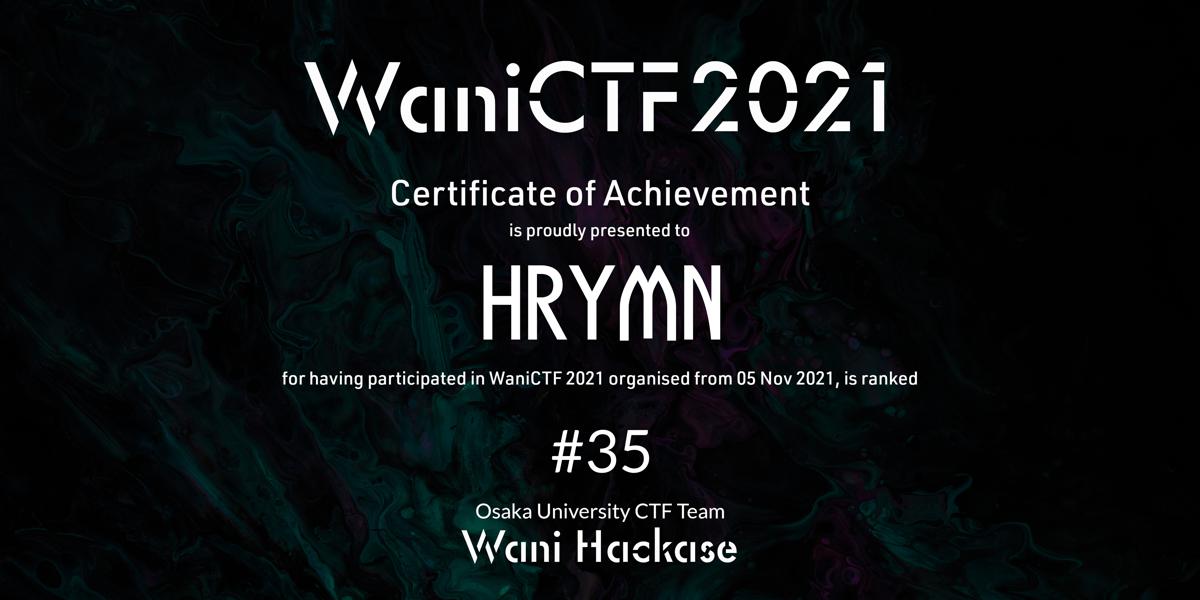 WaniCTF2021
Certificate of Achievement
is proudly presented to
HRYMN
for having participated in WaniCTF 2021 organised from 05 Nov 2021, is ranked
#35
Osaka University CTF Team
Wani Hackase